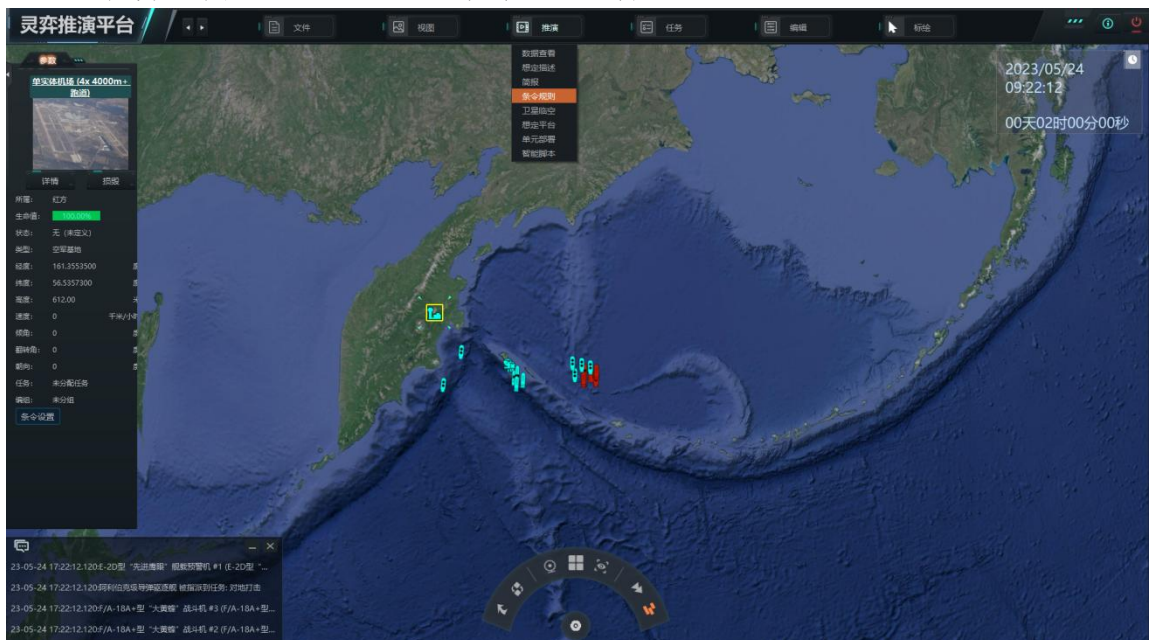 灵弈推演平台
文件
视图
推演
任务
编辑
标绘
数据查看
想定描述
简报
条令规则
卫星临空
想定平台
单元部署
智能脚本
2023/05/24
09:22:12
00天02时00分00秒
参数
单实体机场 (4x 4000m+
跑道)
详情
损毁
所属: 红方
生命值: 100.00%
状态: 无 (未定义)
类型: 空军基地
经度: 161.3553500
纬度: 56.5357300
高度: 612.00
速度: 0 千米/小时
倾角: 0
翻转角: 0
朝向: 0
任务: 未分配任务
编组: 未分组
条令设置
23-05-24 17:22:12.120:E-2D型 “先进鹰眼” 舰载预警机 #1 (E-2D型 “...
23-05-24 17:22:12.120:阿利伯克级导弹驱逐舰 被指派到任务: 对地打击
23-05-24 17:22:12.120:F/A-18A+型 “大黄蜂” 战斗机 #3 (F/A-18A+型...
23-05-24 17:22:12.120:F/A-18A+型 “大黄蜂” 战斗机 #2 (F/A-18A+型...